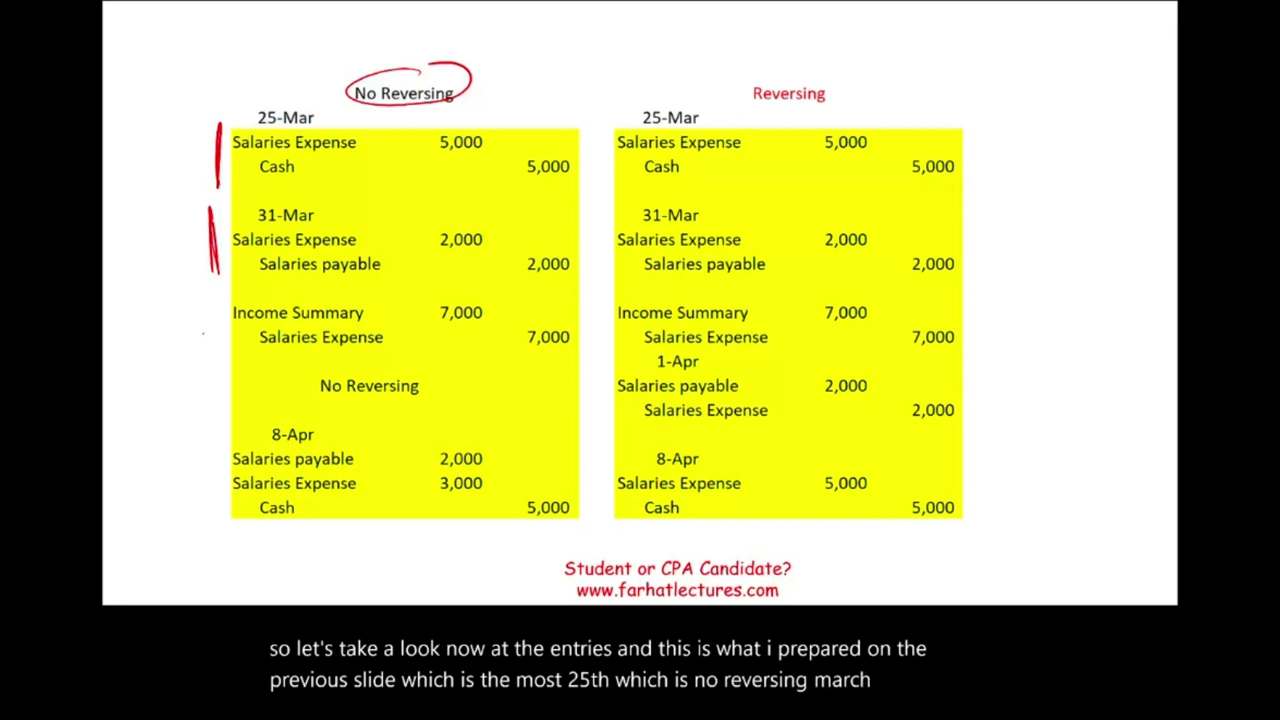 No Reversing
25-Mar
Salaries Expense 5,000
Cash 5,000
31-Mar
Salaries Expense 2,000
Salaries payable 2,000
Income Summary 7,000
Salaries Expense 7,000
No Reversing
8-Apr
Salaries payable 2,000
Salaries Expense 3,000
Cash 5,000
Reversing
25-Mar
Salaries Expense 5,000
Cash 5,000
31-Mar
Salaries Expense 2,000
Salaries payable 2,000
Income Summary 7,000
Salaries Expense 7,000
1-Apr
Salaries payable 2,000
Salaries Expense 2,000
8-Apr
Salaries Expense 5,000
Cash 5,000
Student or CPA Candidate?
www.farhatlectures.com
so let's take a look now at the entries and this is what i prepared on the
previous slide which is the most 25th which is no reversing march